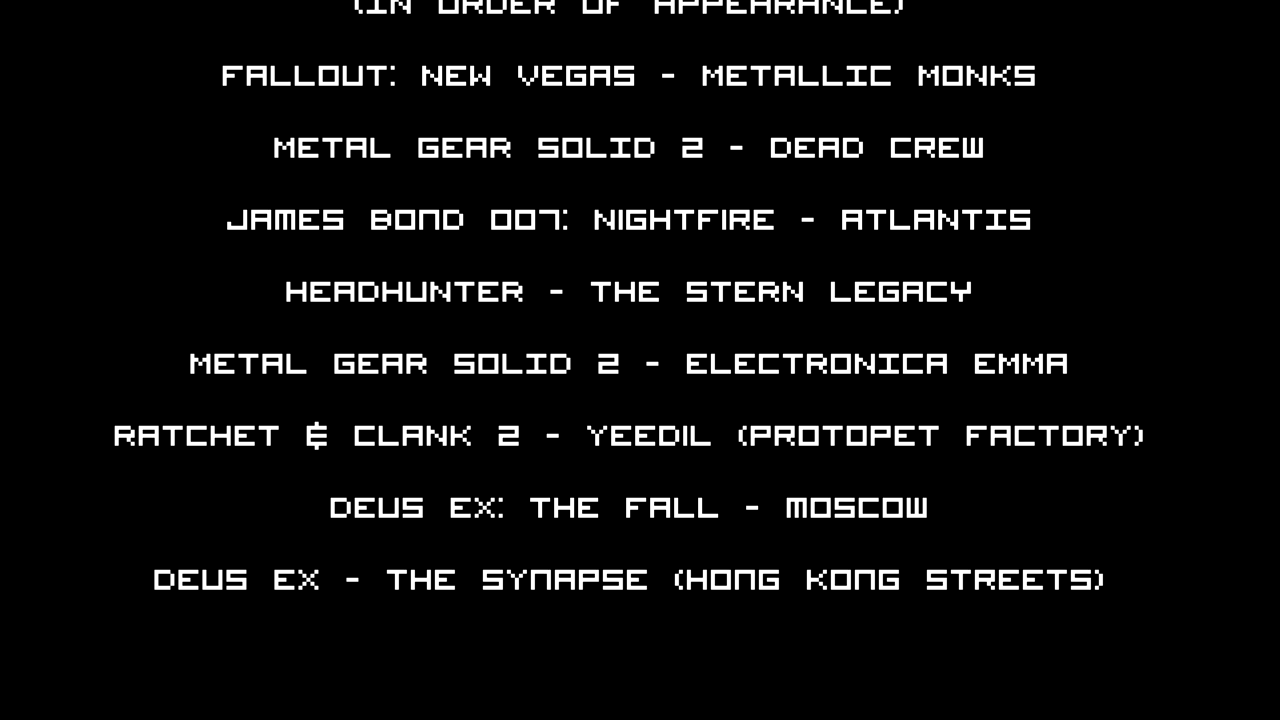 (IN ORDER OF APPEARANCE)
FALLOUT: NEW VEGAS - METALLIC MONKS
METAL GEAR SOLID 2 - DEAD CREW
JAMES BOND 007: NIGHTFIRE - ATLANTIS
HEADHUNTER - THE STERN LEGACY
METAL GEAR SOLID 2 - ELECTRONICA EMMA
RATCHET & CLANK 2 - YEEDIL (PROTOPET FACTORY)
DEUS EX: THE FALL - MOSCOW
DEUS EX - THE SYNAPSE (HONG KONG STREETS)